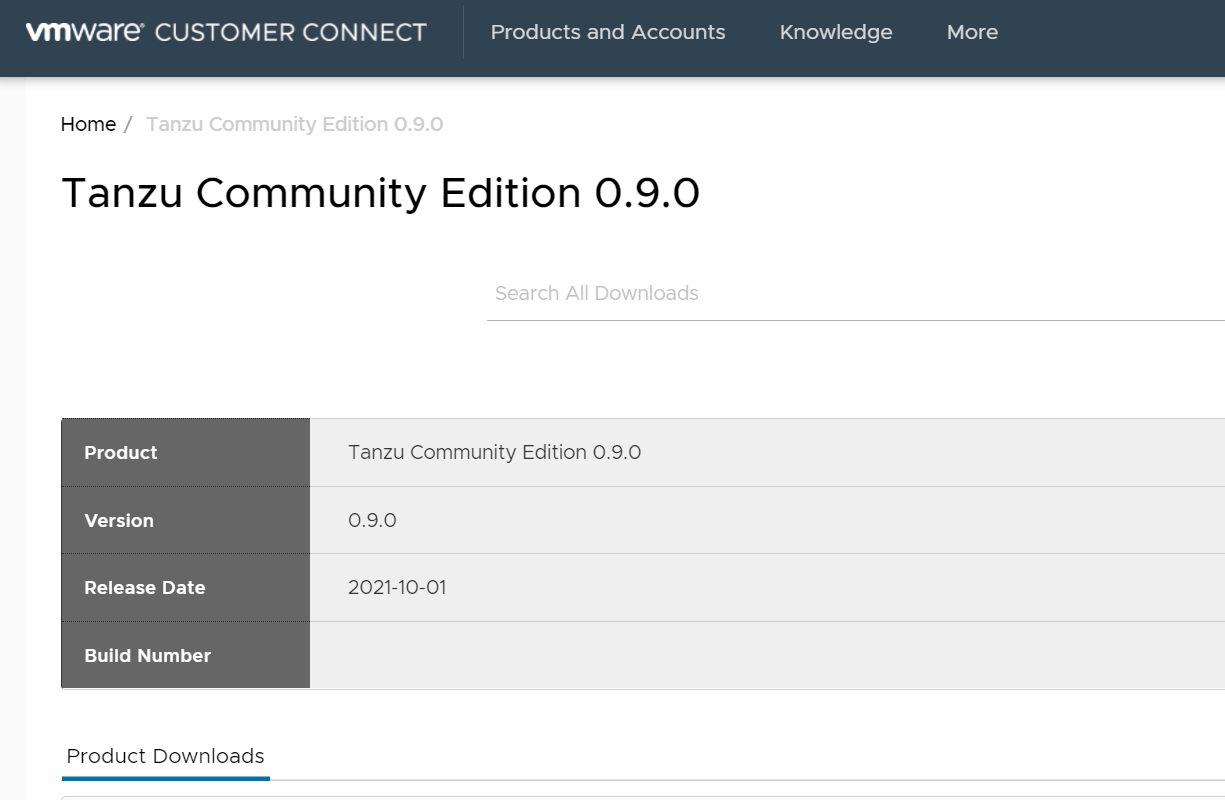 vmware® CUSTOMER CONNECT Products and Accounts Knowledge More
Home / Tanzu Community Edition 0.9.0
Tanzu Community Edition 0.9.0
Search All Downloads
Product Tanzu Community Edition 0.9.0
Version 0.9.0
Release Date 2021-10-01
Build Number
Product Downloads